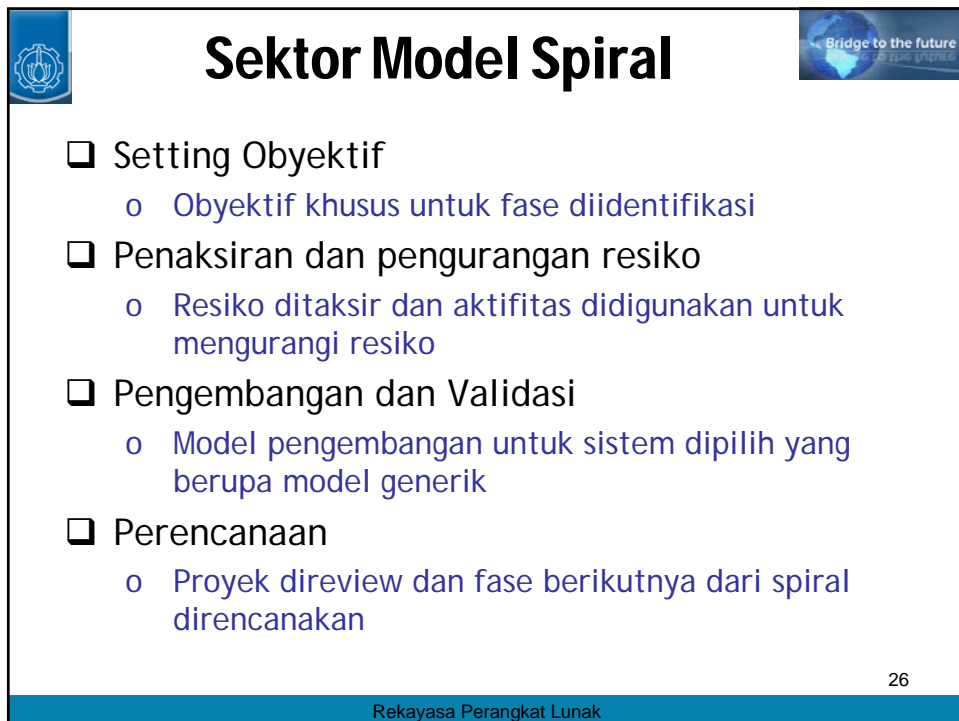 Sektor Model Spiral
Bridge to the future
❑ Setting Obyektif
o Obyektif khusus untuk fase diidentifikasi
❑ Penaksiran dan pengurangan resiko
o Resiko ditaksir dan aktifitas didigunakan untuk
mengurangi resiko
❑ Pengembangan dan Validasi
o Model pengembangan untuk sistem dipilih yang
berupa model generik
❑ Perencanaan
o Proyek direview dan fase berikutnya dari spiral
direncanakan
26
Rekayasa Perangkat Lunak